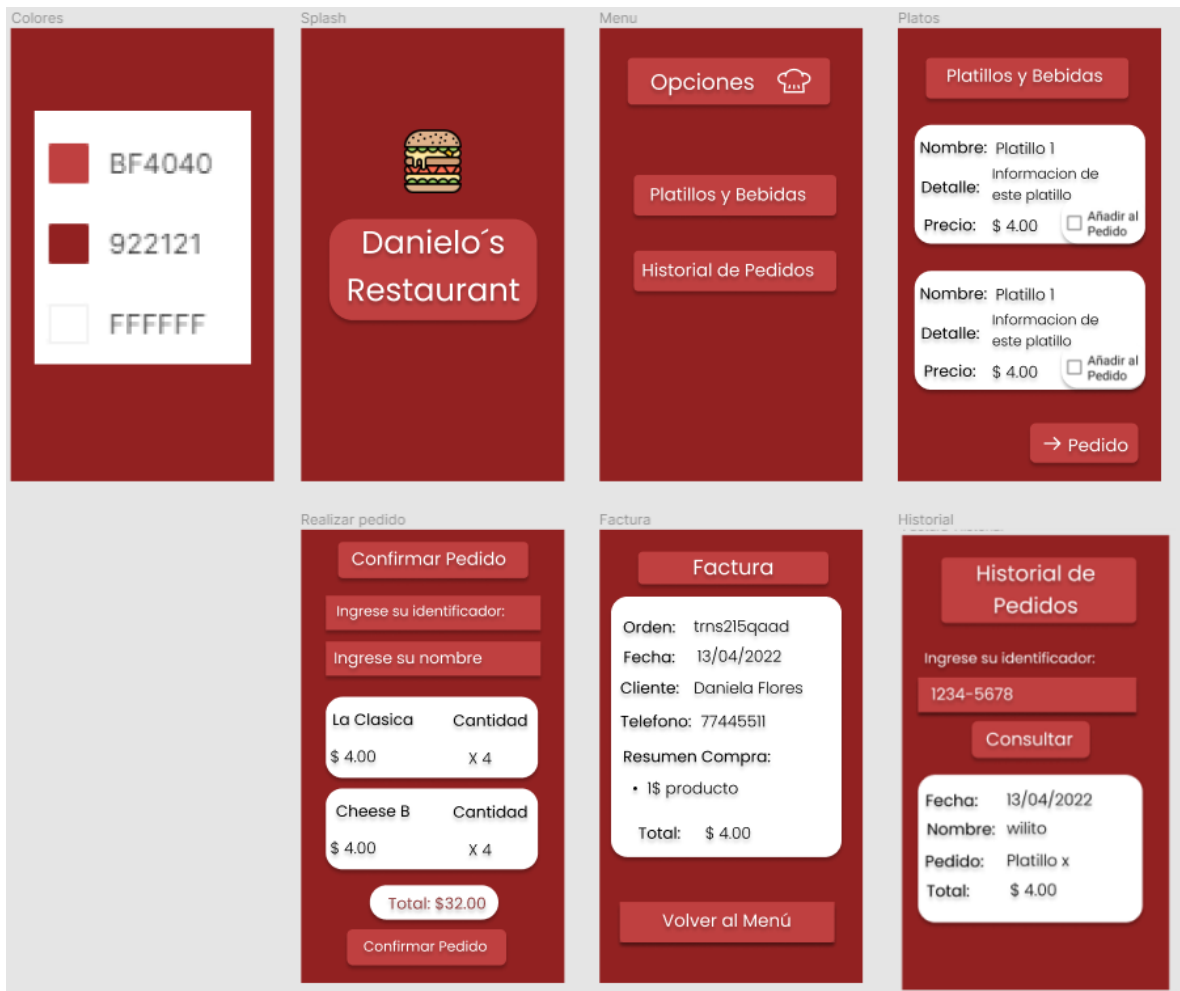 Colores
BF4040
922121
FFFFFF
Splash
Danielo´s
Restaurant
Menu
Opciones
Platillos y Bebidas
Historial de Pedidos
Platos
Platillos y Bebidas
Nombre: Platillo 1
Detalle: Informacion de
este platillo
Precio: $ 4.00
Añadir al
Pedido
Nombre: Platillo 1
Detalle: Informacion de
este platillo
Precio: $ 4.00
Añadir al
Pedido
→ Pedido
Realizar pedido
Confirmar Pedido
Ingrese su identificador:
Ingrese su nombre
La Clasica Cantidad
$ 4.00 X 4
Cheese B Cantidad
$ 4.00 X 4
Total: $32.00
Confirmar Pedido
Factura
Factura
Orden: trns215qaad
Fecha: 13/04/2022
Cliente: Daniela Flores
Telefono: 77445511
Resumen Compra:
• 1$ producto
Total: $ 4.00
Volver al Menú
Historial
Historial de
Pedidos
Ingrese su identificador:
1234-5678
Consultar
Fecha: 13/04/2022
Nombre: wilito
Pedido: Platillo x
Total: $ 4.00